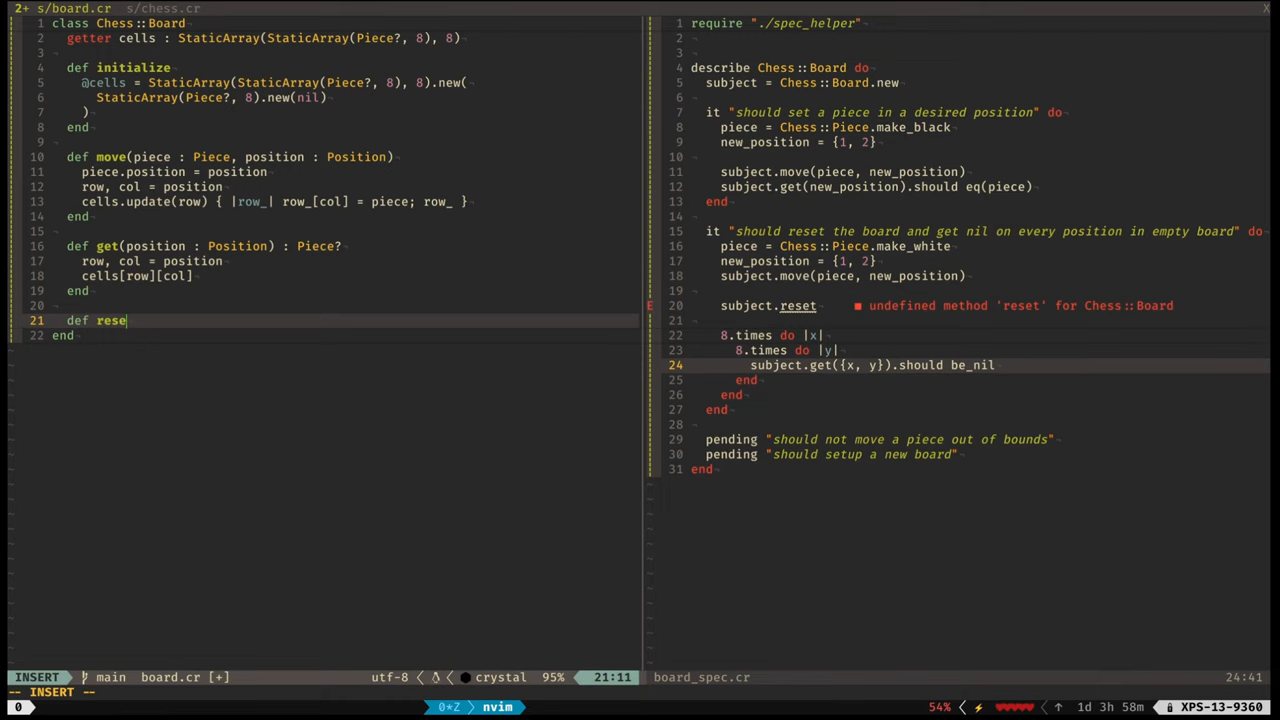 2+ s/board.cr  s/chess.cr  X
1 class Chess::Board
2   getter cells : StaticArray(StaticArray(Piece?, 8), 8)
3
4   def initialize
5     @cells = StaticArray(StaticArray(Piece?, 8), 8).new(
6       StaticArray(Piece?, 8).new(nil)
7     )
8   end
9
10   def move(piece : Piece, position : Position)
11     piece.position = position
12     row, col = position
13     cells.update(row) { |row_| row_[col] = piece; row_ }
14   end
15
16   def get(position : Position) : Piece?
17     row, col = position
18     cells[row][col]
19   end
20
21   def rese
22 end
INSERT main board.cr [+] utf-8 crystal 95% 21:11
1 require "./spec_helper"
2
3
4 describe Chess::Board do
5   subject = Chess::Board.new
6
7   it "should set a piece in a desired position" do
8     piece = Chess::Piece.make_black
9     new_position = {1, 2}
10
11     subject.move(piece, new_position)
12     subject.get(new_position).should eq(piece)
13   end
14
15   it "should reset the board and get nil on every position in empty board" do
16     piece = Chess::Piece.make_white
17     new_position = {1, 2}
18     subject.move(piece, new_position)
19
E 20     subject.reset   ■ undefined method 'reset' for Chess::Board
21
22     8.times do |x|
23       8.times do |y|
24         subject.get({x, y}).should be_nil
25       end
26     end
27   end
28
29   pending "should not move a piece out of bounds"
30   pending "should setup a new board"
31 end
board_spec.cr 24:41
-- INSERT --
0 0*Z nvim 54% ⚡ ♥♥♥♥♥ ↑ 1d 3h 58m XPS-13-9360